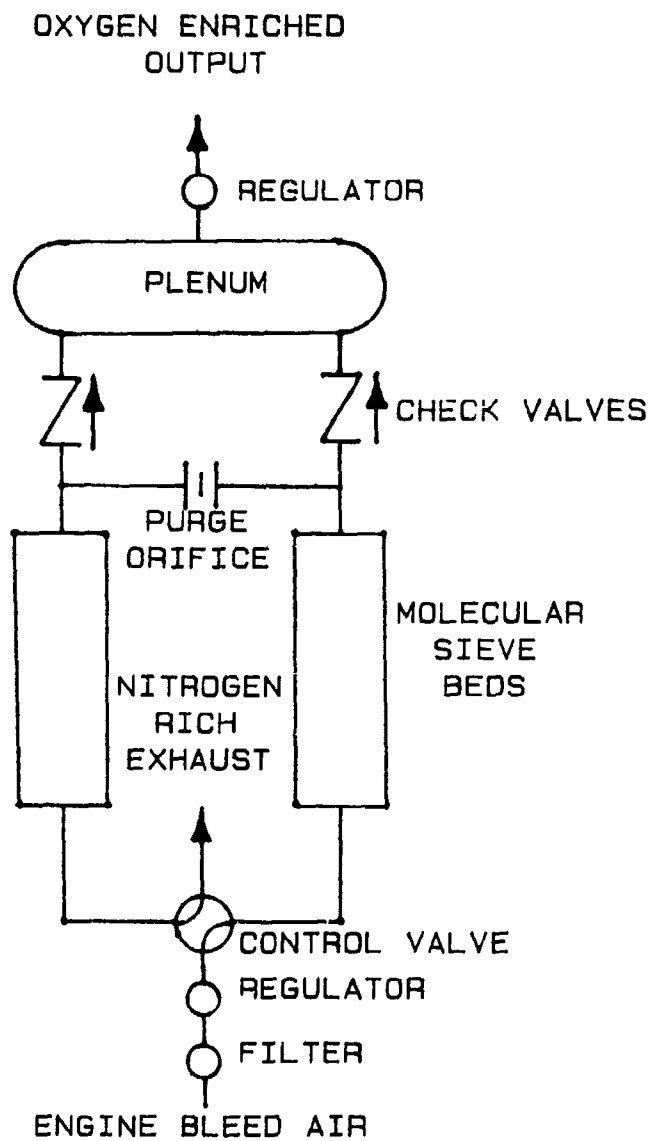 OXYGEN ENRICHED
OUTPUT
REGULATOR
PLENUM
CHECK VALVES
PURGE
ORIFICE
MOLECULAR
SIEVE
BEDS
NITROGEN
RICH
EXHAUST
CONTROL VALVE
REGULATOR
FILTER
ENGINE BLEED AIR